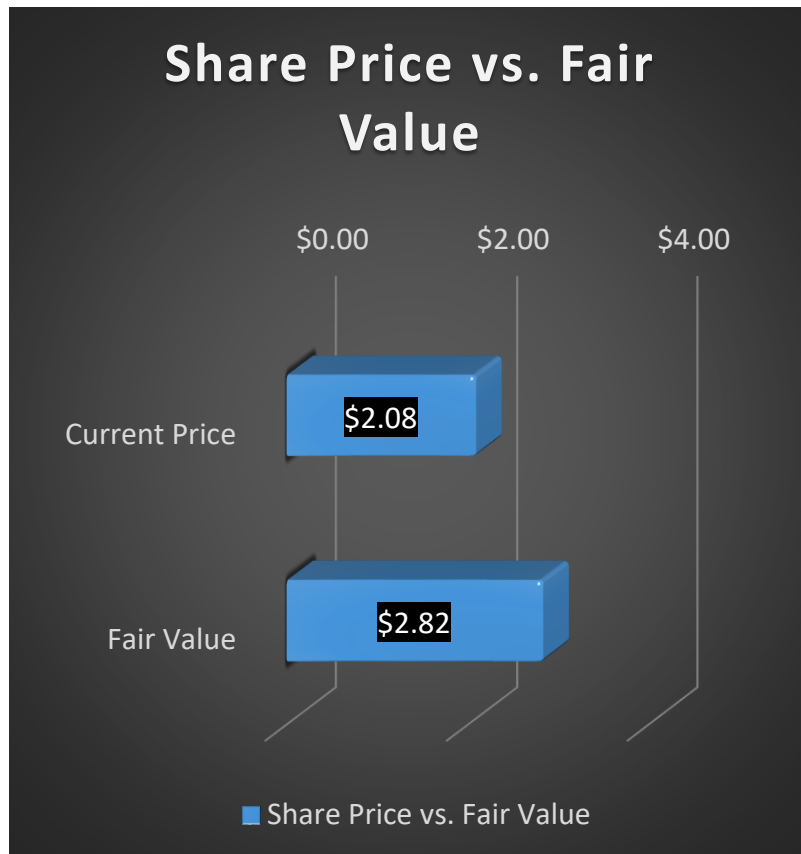 Share Price vs. Fair
Value
$0.00 $2.00 $4.00
Current Price $2.08
Fair Value $2.82
Share Price vs. Fair Value